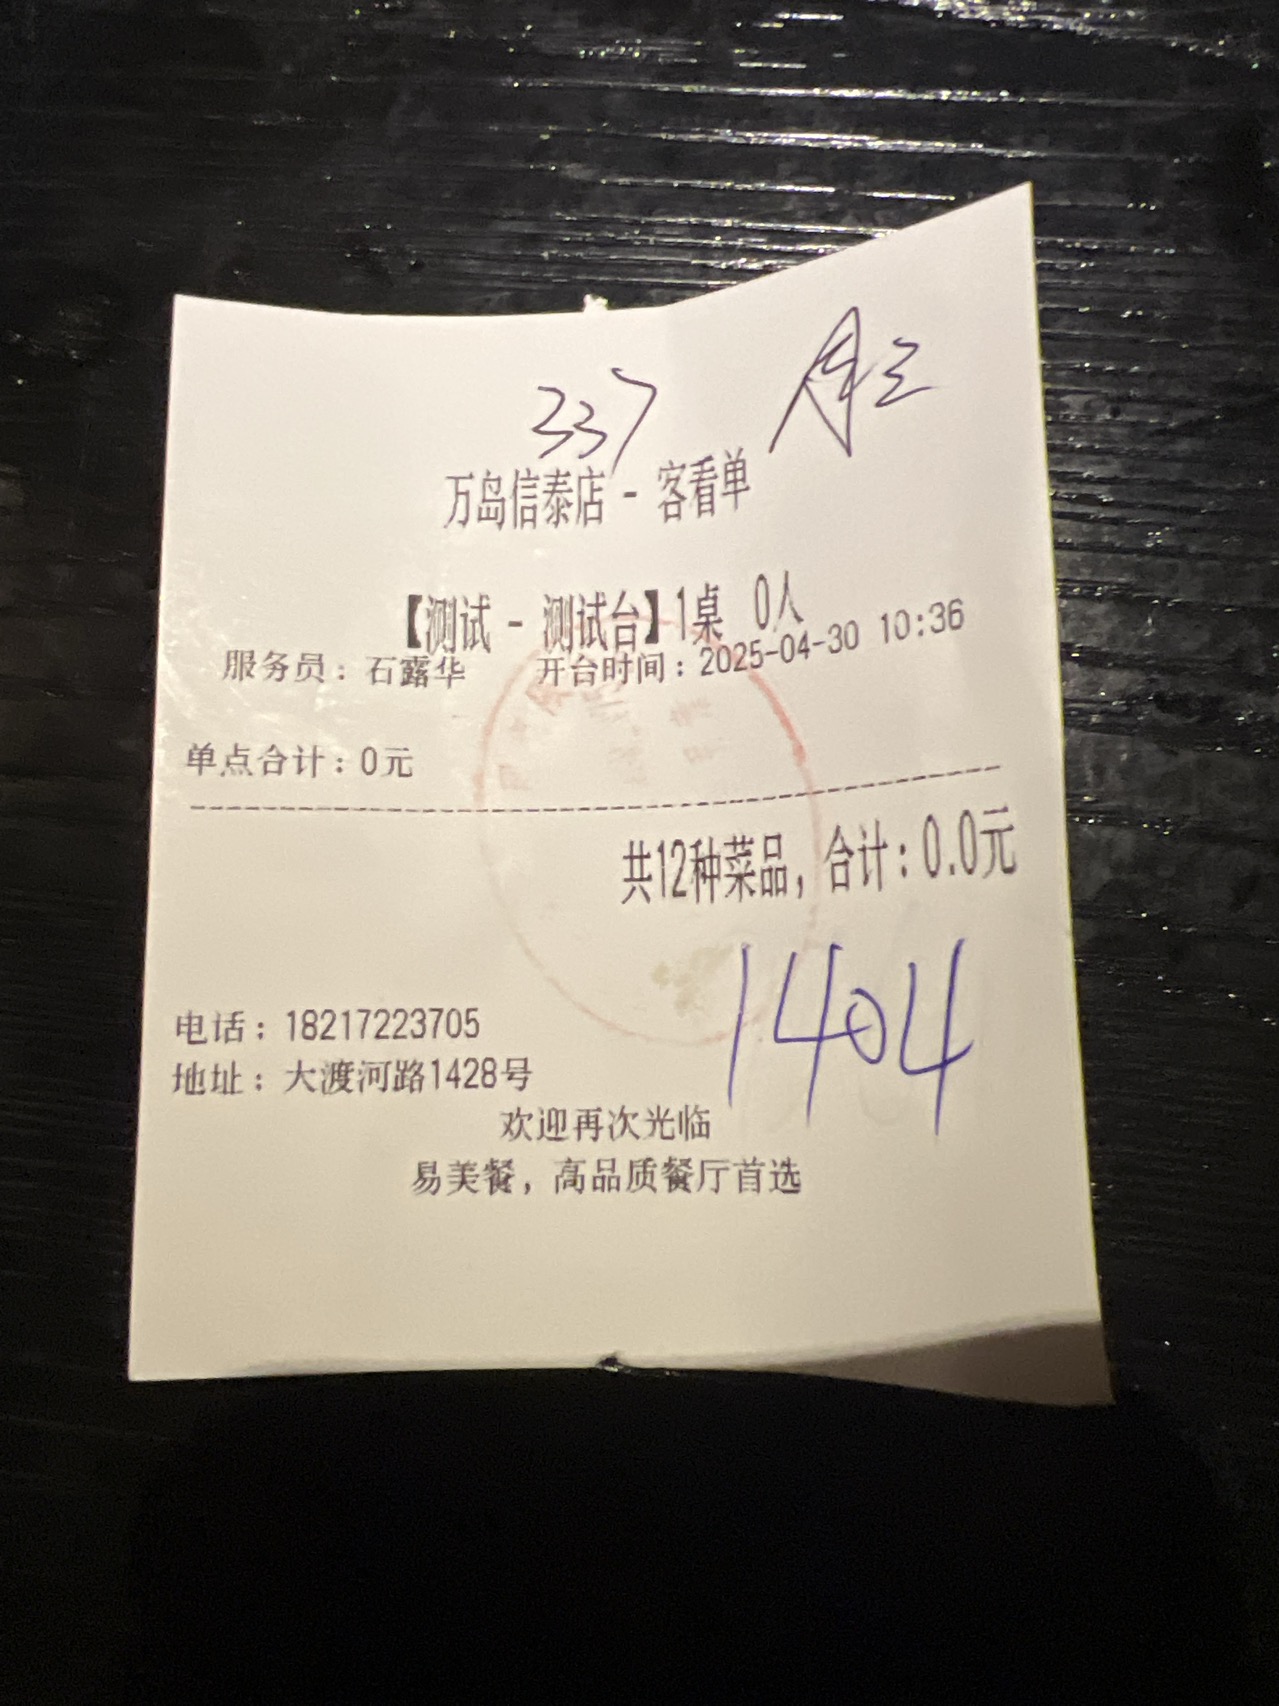 337 周三
万岛信泰店 - 客看单
【测试 - 测试台】1桌 0人
服务员：石露华 开台时间：2025-04-30 10:36
单点合计：0元
共12种菜品，合计：0.0元
1404
电话：18217223705
地址：大渡河路1428号
欢迎再次光临
易美餐，高品质餐厅首选